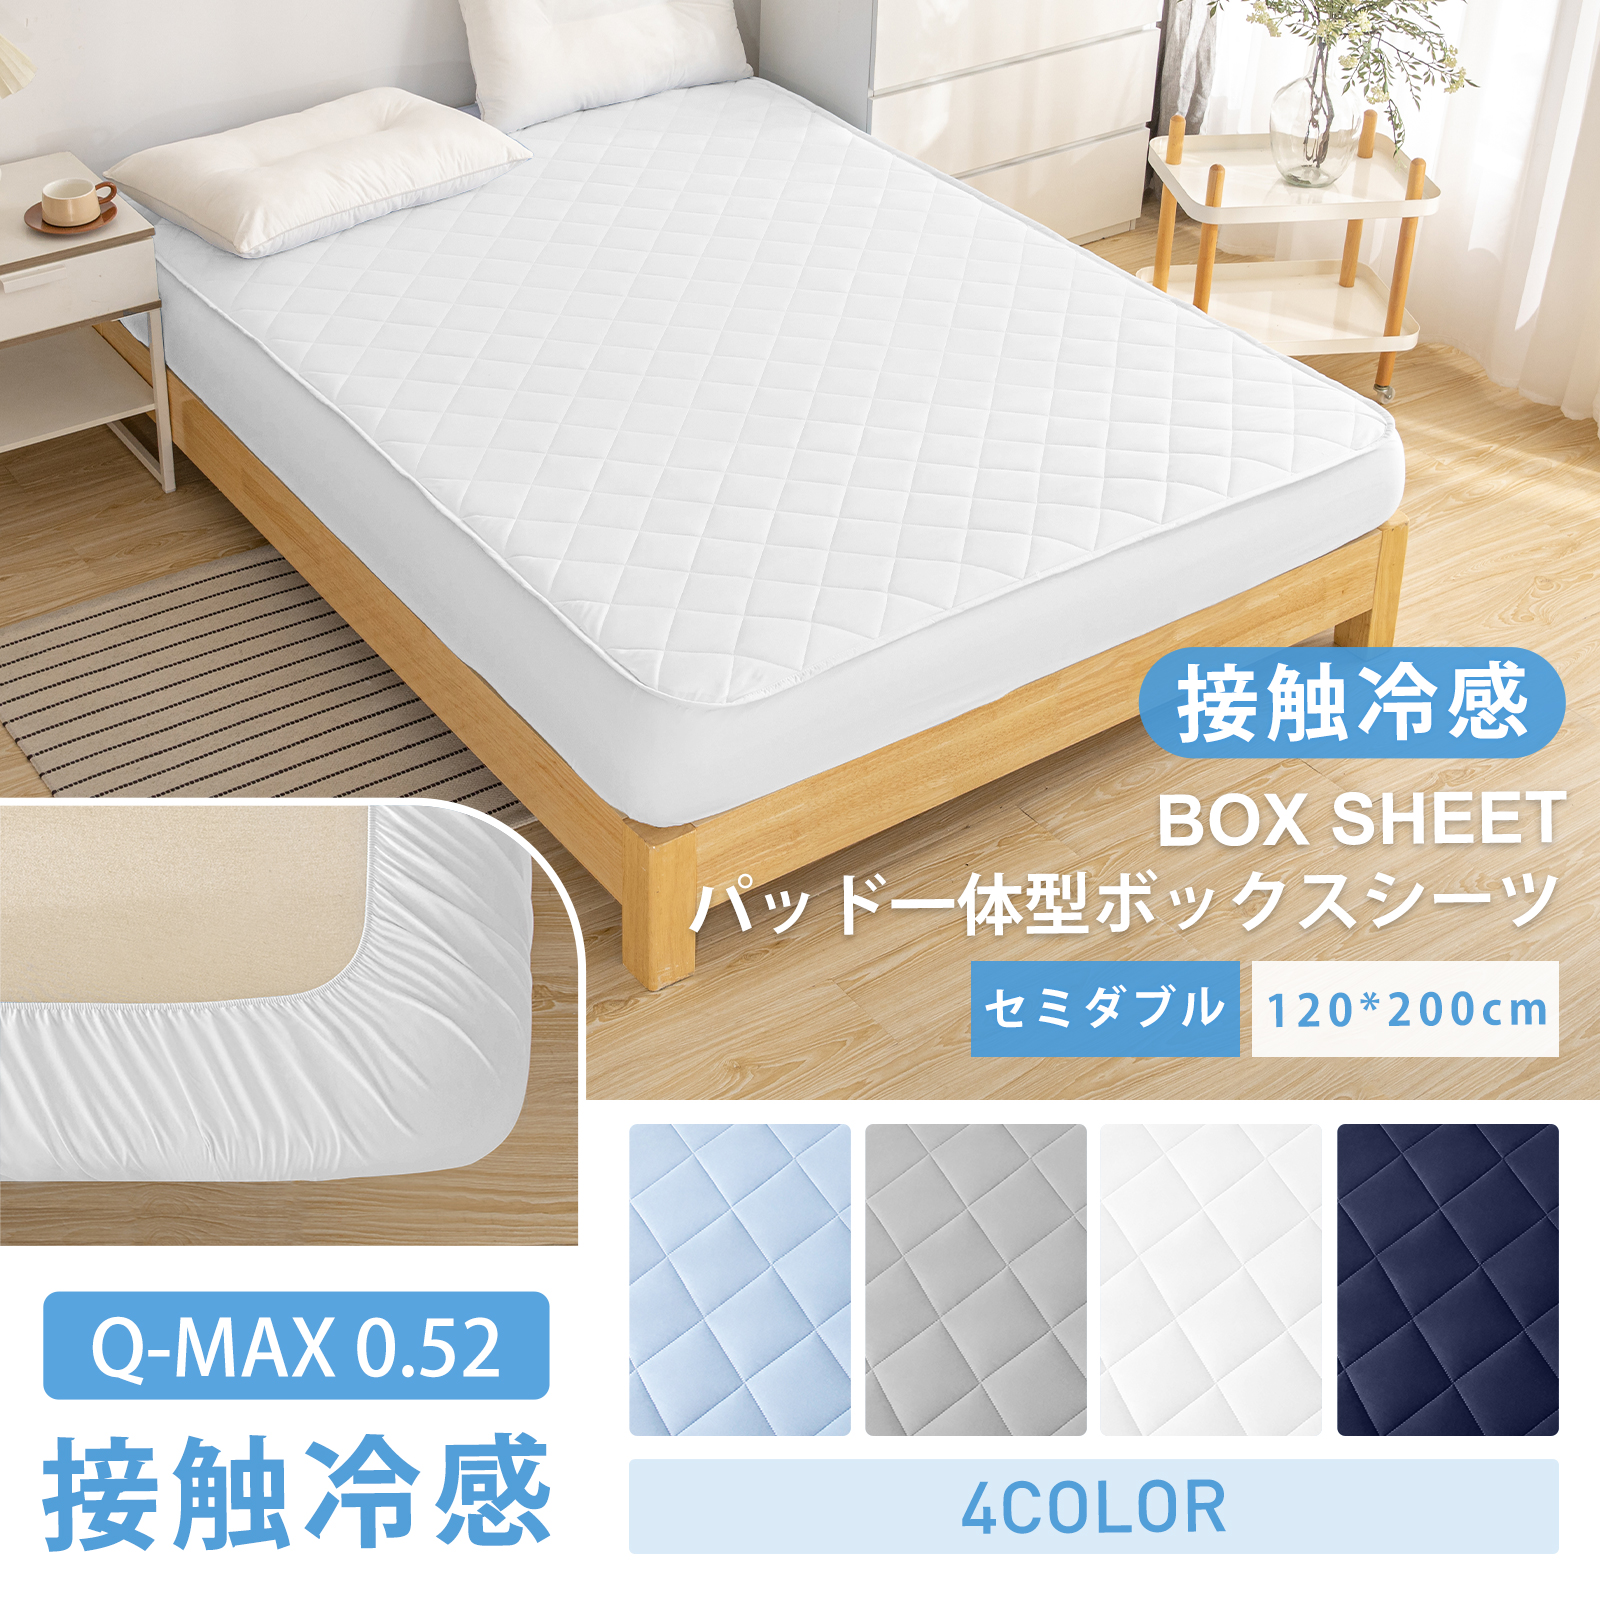 接触冷感
BOX SHEET
パッド一体型ボックスシーツ
セミダブル
120*200cm
Q-MAX 0.52
接触冷感
4COLOR